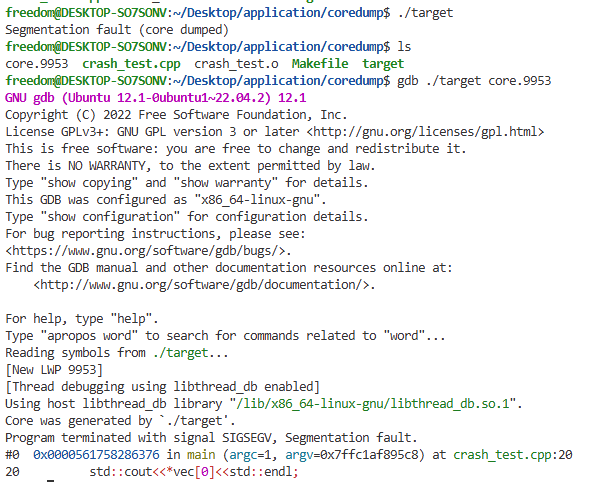 freedom@DESKTOP-SO7SONV:~/Desktop/application/coredump$ ./target
Segmentation fault (core dumped)
freedom@DESKTOP-SO7SONV:~/Desktop/application/coredump$ ls
core.9953  crash_test.cpp  crash_test.o  Makefile  target
freedom@DESKTOP-SO7SONV:~/Desktop/application/coredump$ gdb ./target core.9953
GNU gdb (Ubuntu 12.1-0ubuntu1~22.04.2) 12.1
Copyright (C) 2022 Free Software Foundation, Inc.
License GPLv3+: GNU GPL version 3 or later <http://gnu.org/licenses/gpl.html>
This is free software: you are free to change and redistribute it.
There is NO WARRANTY, to the extent permitted by law.
Type "show copying" and "show warranty" for details.
This GDB was configured as "x86_64-linux-gnu".
Type "show configuration" for configuration details.
For bug reporting instructions, please see:
<https://www.gnu.org/software/gdb/bugs/>.
Find the GDB manual and other documentation resources online at:
    <http://www.gnu.org/software/gdb/documentation/>.

For help, type "help".
Type "apropos word" to search for commands related to "word"...
Reading symbols from ./target...
[New LWP 9953]
[Thread debugging using libthread_db enabled]
Using host libthread_db library "/lib/x86_64-linux-gnu/libthread_db.so.1".
Core was generated by `./target'.
Program terminated with signal SIGSEGV, Segmentation fault.
#0  0x0000561758286376 in main (argc=1, argv=0x7ffc1af895c8) at crash_test.cpp:20
20          std::cout<<*vec[0]<<std::endl;